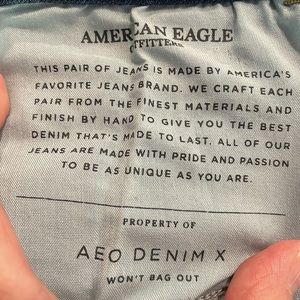 AMERICAN EAGLE
OUTFITTERS
THIS PAIR OF JEANS IS MADE BY AMERICA'S
FAVORITE JEANS BRAND. WE CRAFT EACH
PAIR FROM THE FINEST MATERIALS AND
FINISH BY HAND TO GIVE YOU THE BEST
DENIM THAT'S MADE TO LAST. ALL OF OUR
JEANS ARE MADE WITH PRIDE AND PASSION
TO BE AS UNIQUE AS YOU ARE.
PROPERTY OF
AEO DENIM X
WON'T BAG OUT